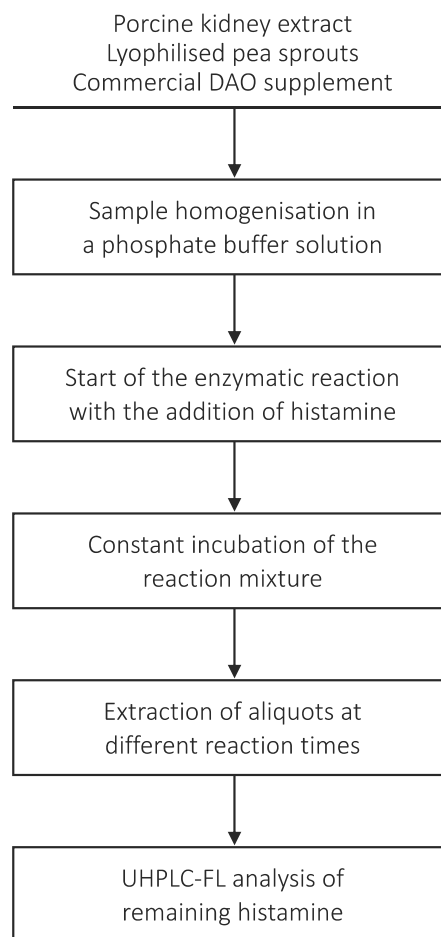 Porcine kidney extract
Lyophilised pea sprouts
Commercial DAO supplement
Sample homogenisation in
a phosphate buffer solution
Start of the enzymatic reaction
with the addition of histamine
Constant incubation of the
reaction mixture
Extraction of aliquots at
different reaction times
UHPLC-FL analysis of
remaining histamine